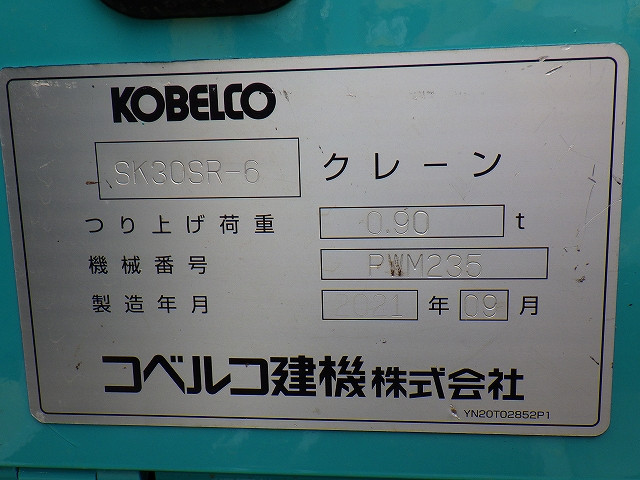 KOBELCO
SK30SR-6 クレーン
つり上げ荷重 0.90 t
機械番号 PWM235
製造年月 2021 年 09 月
コベルコ建機株式会社
YN20T02852P1